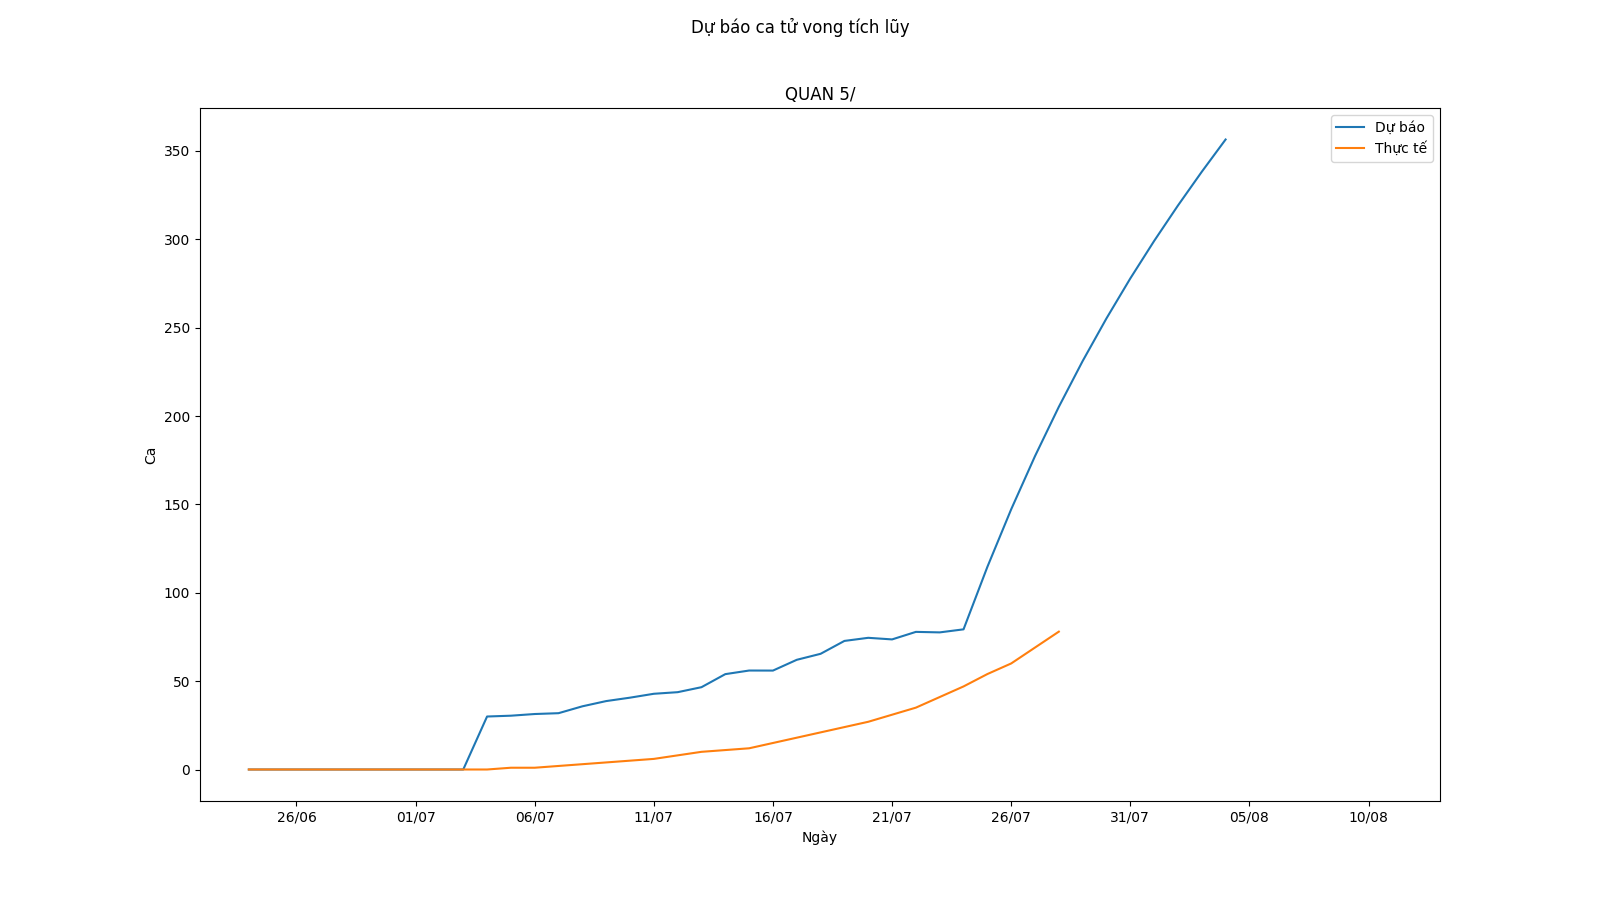 Dự báo ca tử vong tích lũy
QUAN 5/
Dự báo
Thực tế
350
300
250
200
150
100
50
0
Ca
26/06 01/07 06/07 11/07 16/07 21/07 26/07 31/07 05/08 10/08
Ngày